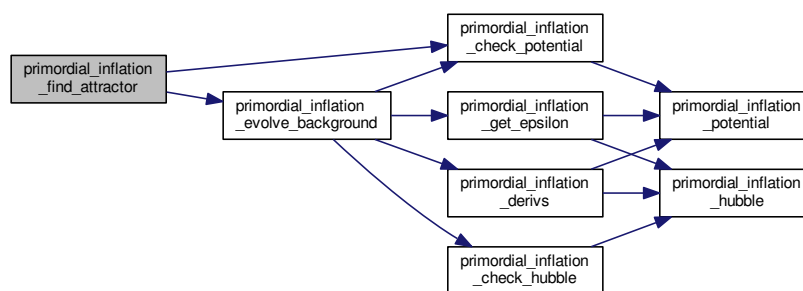 primordial_inflation
_find_attractor
primordial_inflation
_evolve_background
primordial_inflation
_check_potential
primordial_inflation
_get_epsilon
primordial_inflation
_derivs
primordial_inflation
_check_hubble
primordial_inflation
_potential
primordial_inflation
_hubble